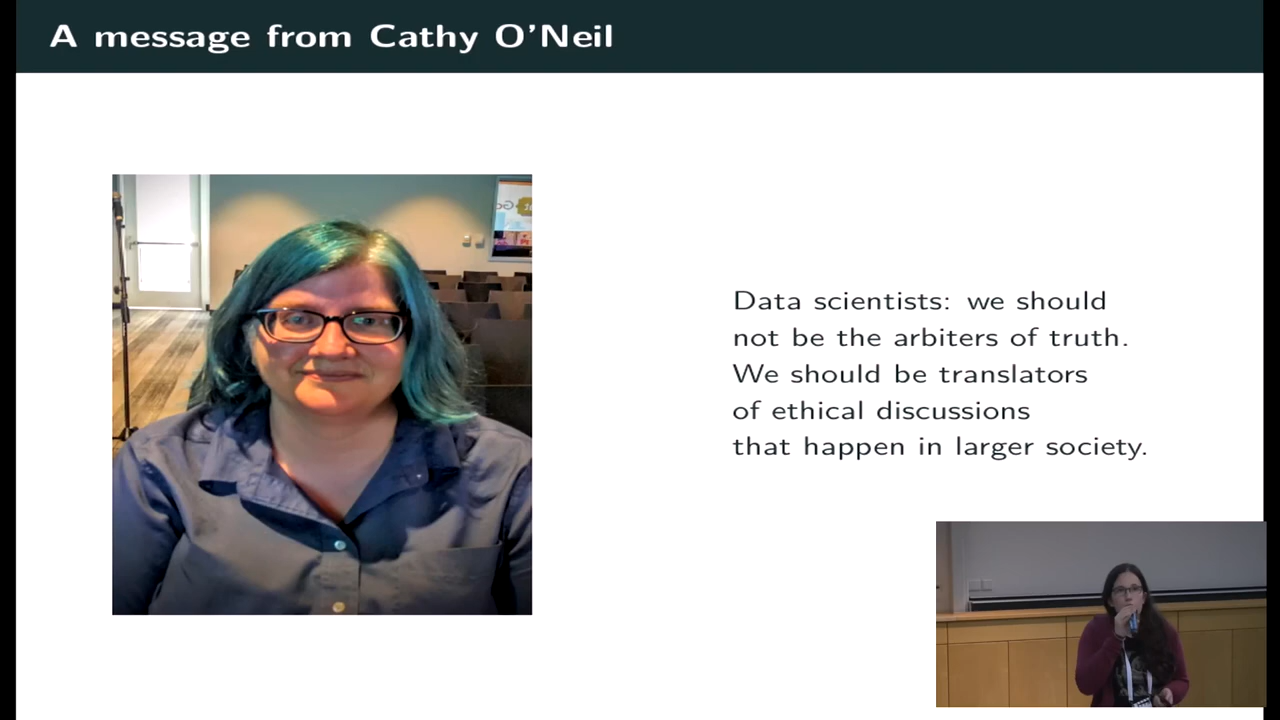 A message from Cathy O'Neil
Data scientists: we should
not be the arbiters of truth.
We should be translators
of ethical discussions
that happen in larger society.